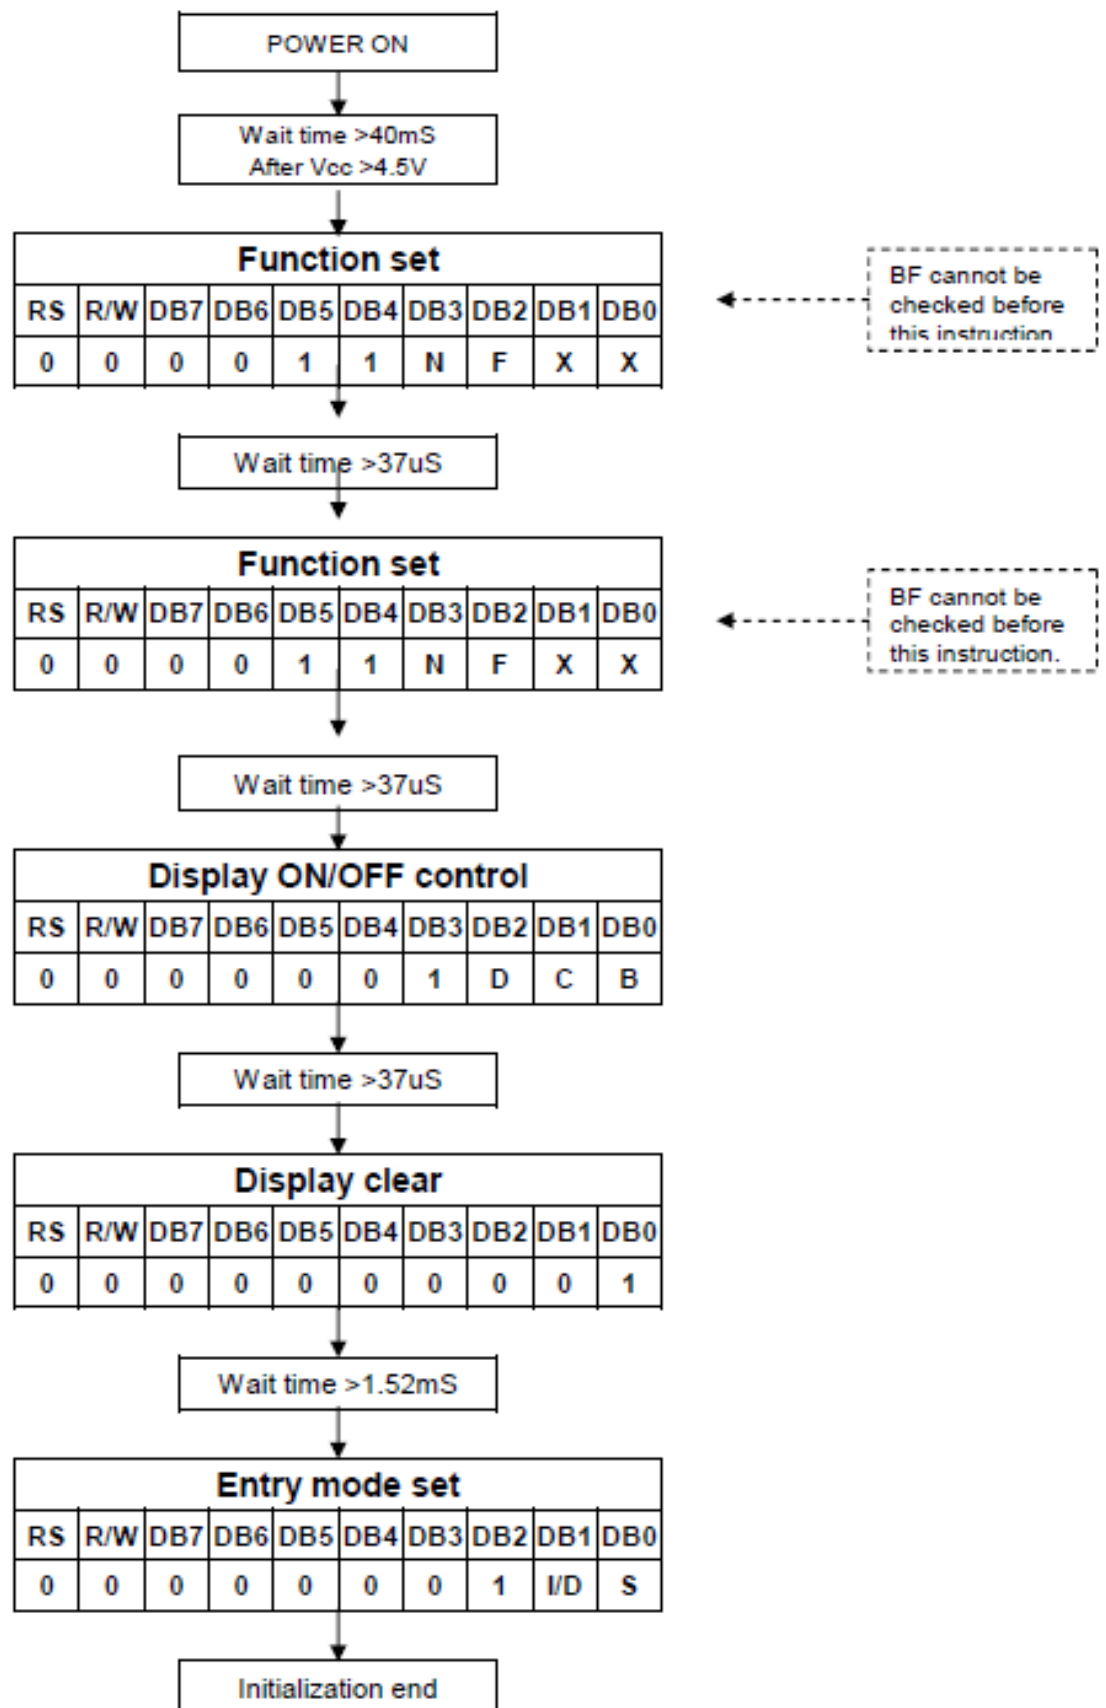 POWER ON
Wait time >40mS
After Vcc >4.5V
Function set
RS R/W DB7 DB6 DB5 DB4 DB3 DB2 DB1 DB0
0 0 0 0 1 1 N F X X
BF cannot be
checked before
this instruction
Wait time >37uS
Function set
RS R/W DB7 DB6 DB5 DB4 DB3 DB2 DB1 DB0
0 0 0 0 1 1 N F X X
BF cannot be
checked before
this instruction.
Wait time >37uS
Display ON/OFF control
RS R/W DB7 DB6 DB5 DB4 DB3 DB2 DB1 DB0
0 0 0 0 0 0 1 D C B
Wait time >37uS
Display clear
RS R/W DB7 DB6 DB5 DB4 DB3 DB2 DB1 DB0
0 0 0 0 0 0 0 0 0 1
Wait time >1.52mS
Entry mode set
RS R/W DB7 DB6 DB5 DB4 DB3 DB2 DB1 DB0
0 0 0 0 0 0 0 1 I/D S
Initialization end